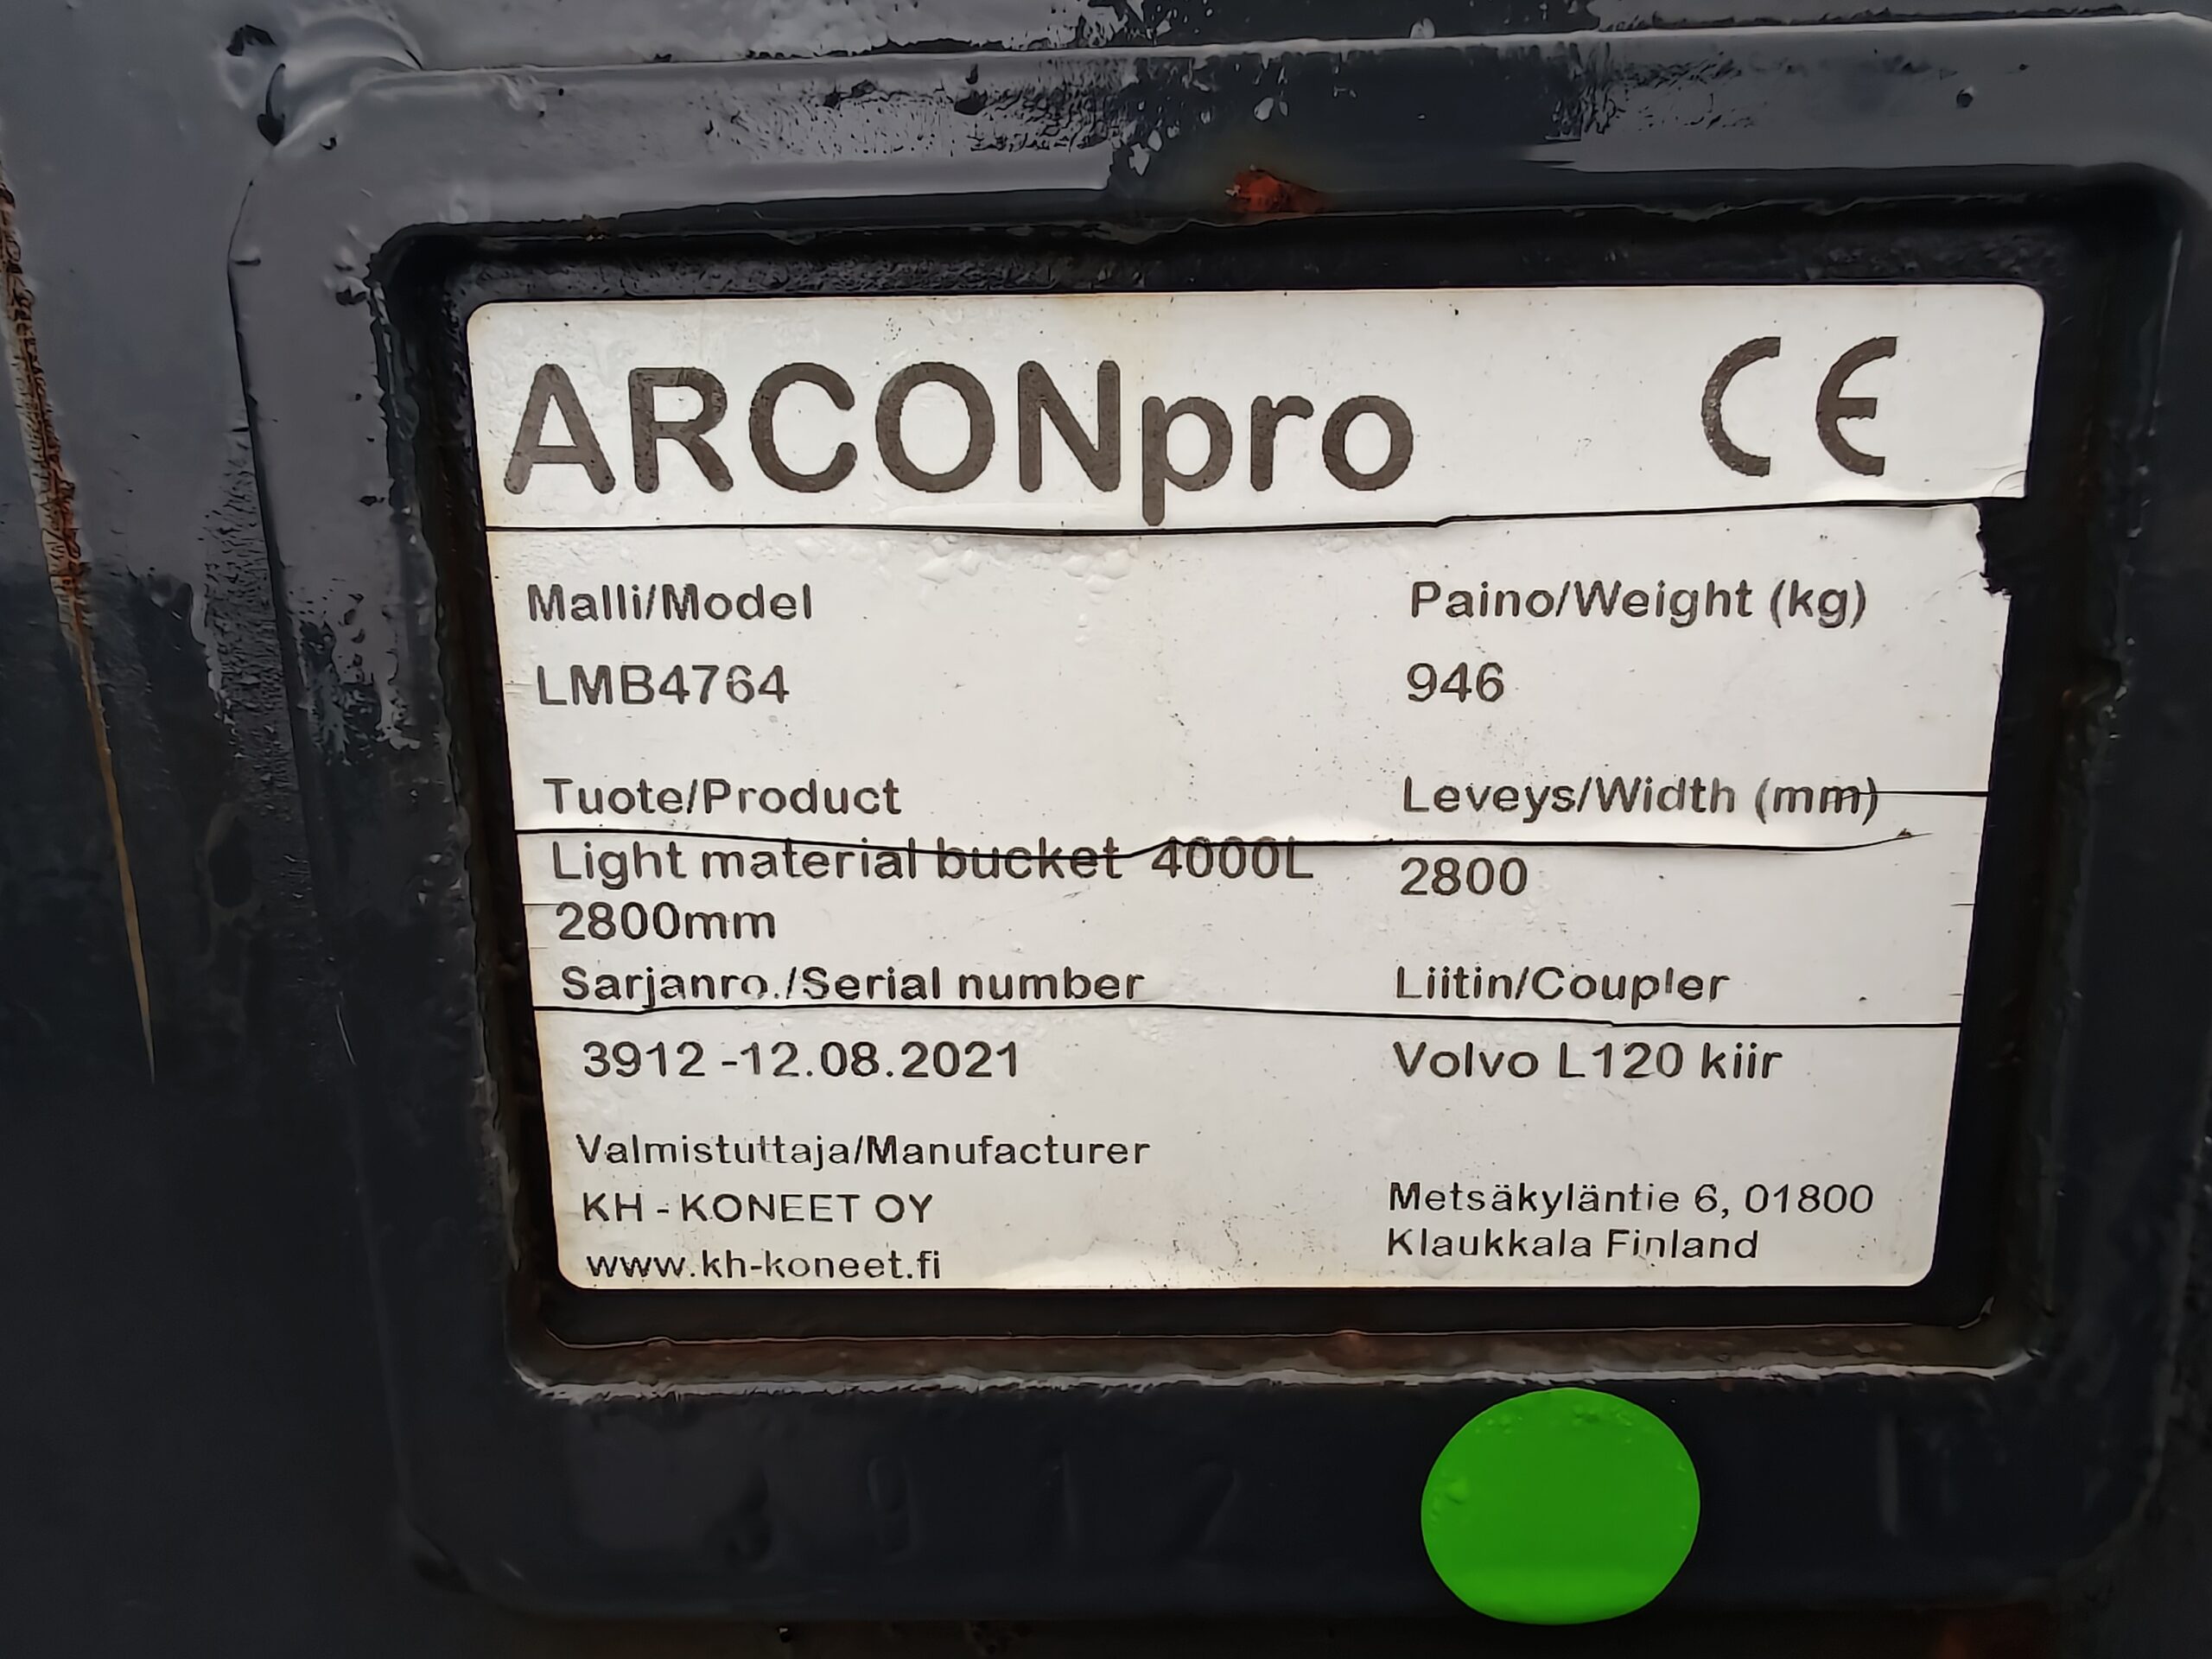 ARCONpro CE
Malli/Model Paino/Weight (kg)
LMB4764 946
Tuote/Product Leveys/Width (mm)
Light material bucket 4000L 2800
2800mm
Sarjanro./Serial number Liitin/Coupler
3912 -12.08.2021 Volvo L120 kiir
Valmistuttaja/Manufacturer
KH - KONEET OY Metsäkyläntie 6, 01800
www.kh-koneet.fi Klaukkala Finland
3912